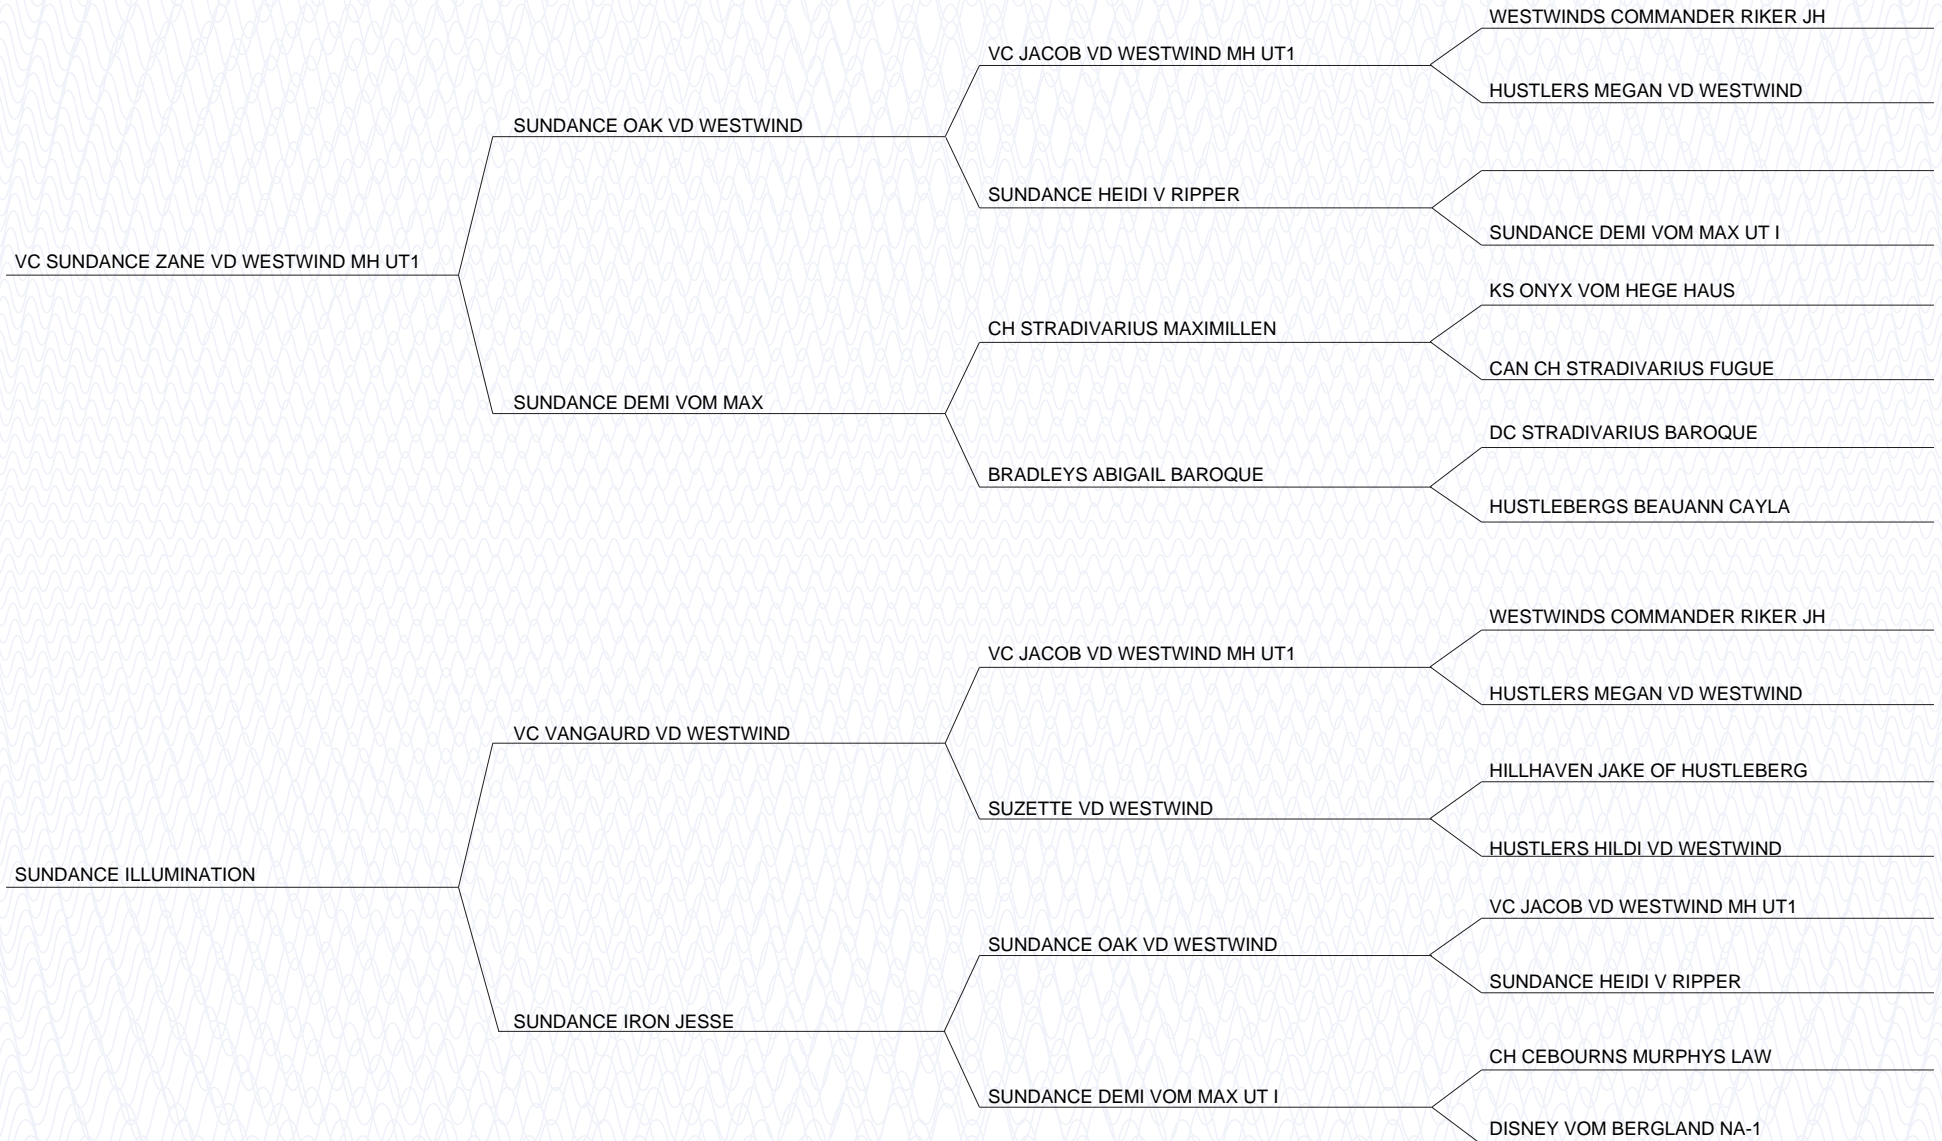 WESTWINDS COMMANDER RIKER JH
VC JACOB VD WESTWIND MH UT1
HUSTLERS MEGAN VD WESTWIND
SUNDANCE OAK VD WESTWIND
SUNDANCE HEIDI V RIPPER
SUNDANCE DEMI VOM MAX UT I
VC SUNDANCE ZANE VD WESTWIND MH UT1
KS ONYX VOM HEGE HAUS
CH STRADIVARIUS MAXIMILLEN
CAN CH STRADIVARIUS FUGUE
SUNDANCE DEMI VOM MAX
DC STRADIVARIUS BAROQUE
BRADLEYS ABIGAIL BAROQUE
HUSTLEBERGS BEAUANN CAYLA
WESTWINDS COMMANDER RIKER JH
VC JACOB VD WESTWIND MH UT1
HUSTLERS MEGAN VD WESTWIND
VC VANGAURD VD WESTWIND
HILLHAVEN JAKE OF HUSTLEBERG
SUZETTE VD WESTWIND
HUSTLERS HILDI VD WESTWIND
SUNDANCE ILLUMINATION
VC JACOB VD WESTWIND MH UT1
SUNDANCE OAK VD WESTWIND
SUNDANCE HEIDI V RIPPER
SUNDANCE IRON JESSE
CH CEBOURNS MURPHYS LAW
SUNDANCE DEMI VOM MAX UT I
DISNEY VOM BERGLAND NA-1